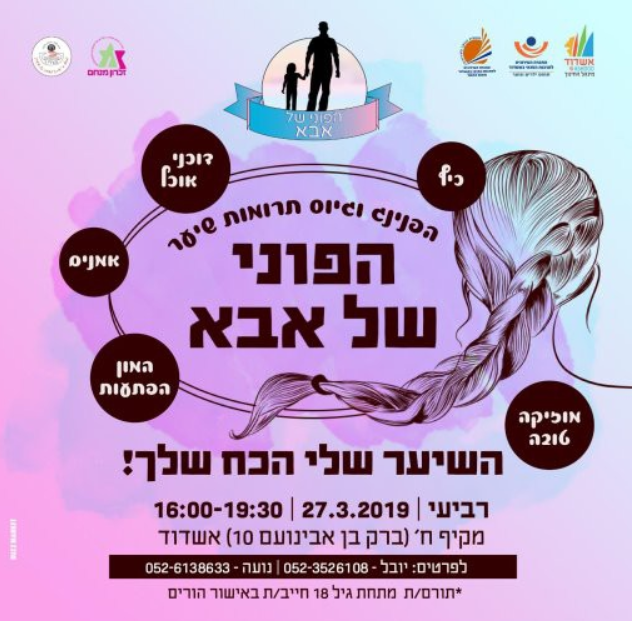 זכרון מנחם
אשדוד
הפוני של
אבא
דוכני
אוכל
כיף
הפנינג וגיוס תרומות שיער
אמנים
הפוני
של אבא
המון
הפתעות
מוזיקה
טובה
השיער שלי הכח שלך!
רביעי | 27.3.2019 | 16:00-19:30
מקיף ח' (ברק בן אבינועם 10) אשדוד
לפרטים: יובל - 052-3526108 | נועה - 052-6138633
*תורם/ת מתחת גיל 18 חייב/ת באישור הורים